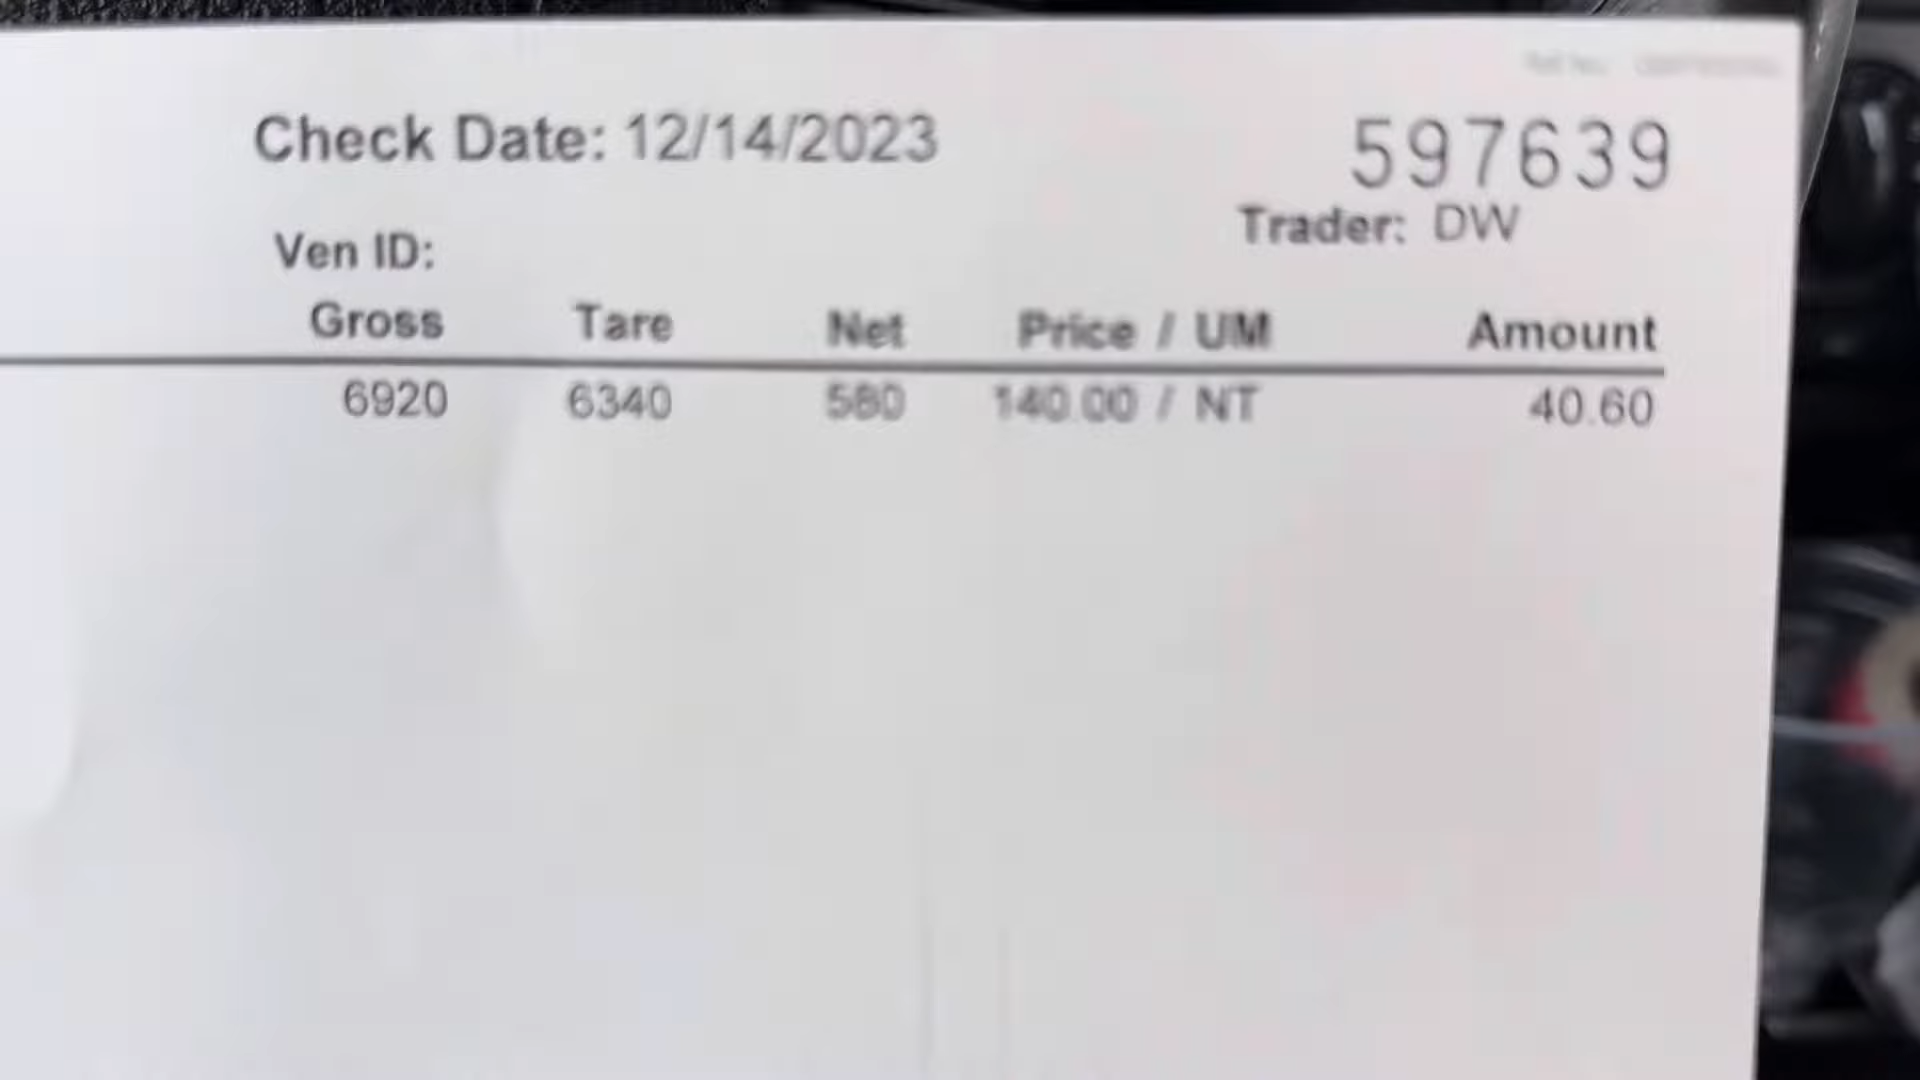 Check Date: 12/14/2023
597639
Trader: DW
Ven ID:
Gross Tare Net Price / UM Amount
6920 6340 580 140.00 / NT 40.60